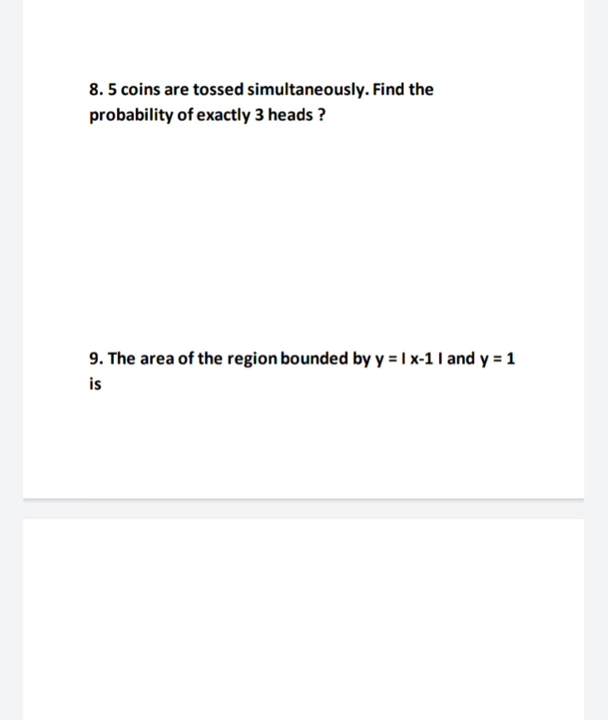 8. 5 coins are tossed simultaneously. Find the
probability of exactly 3 heads ?
9. The area of the region bounded by y = I x-1 I and y = 1
is